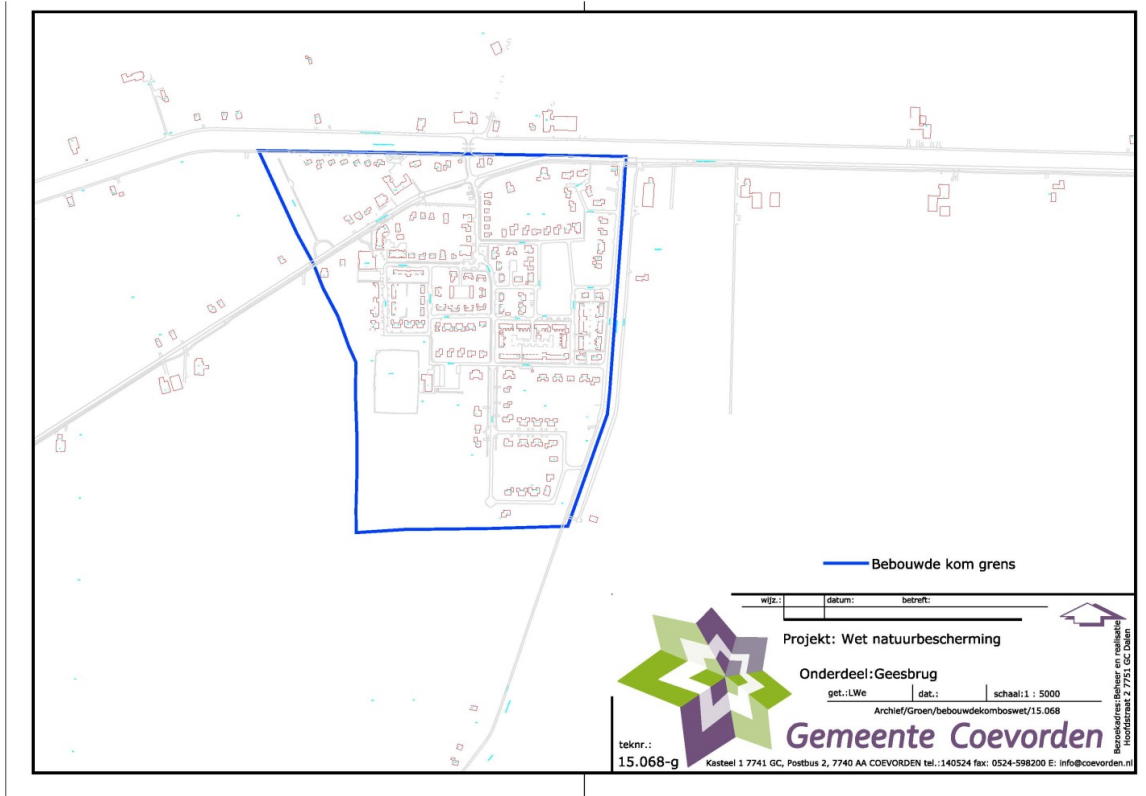 Bebouwde kom grens
wijz.: datum: betreft:
Projekt: Wet natuurbescherming
Onderdeel:Geesbrug
get.:LWe dat.: schaal:1 : 5000
Archief/Groen/bebouwdekomboswet/15.068
Gemeente Coevorden
teknr.:
15.068-g
Kasteel 1 7741 GC, Postbus 2, 7740 AA COEVORDEN tel.:140524 fax: 0524-598200 E: info@coevorden.nl
Bezoekadres:Beheer en realisatie
Hoofdstraat 2 7751 GC Dalen